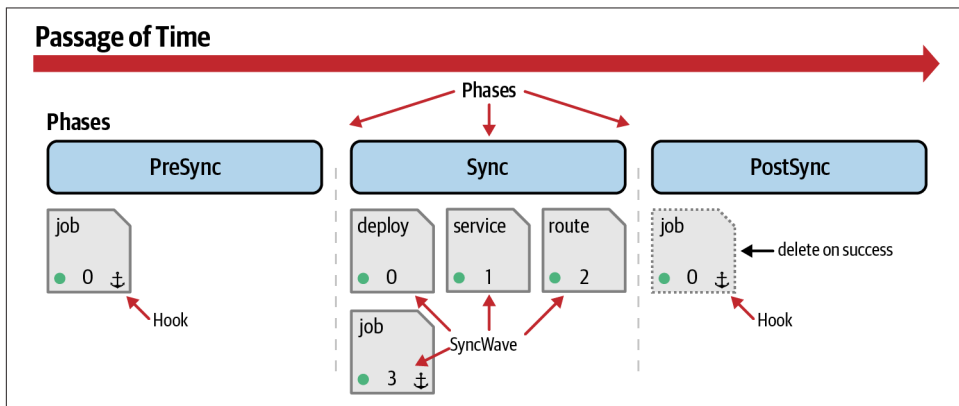 Passage of Time
Phases
Phases
PreSync
Sync
PostSync
job
0
deploy
0
service
1
route
2
job
0
delete on success
Hook
Hook
SyncWave
job
3